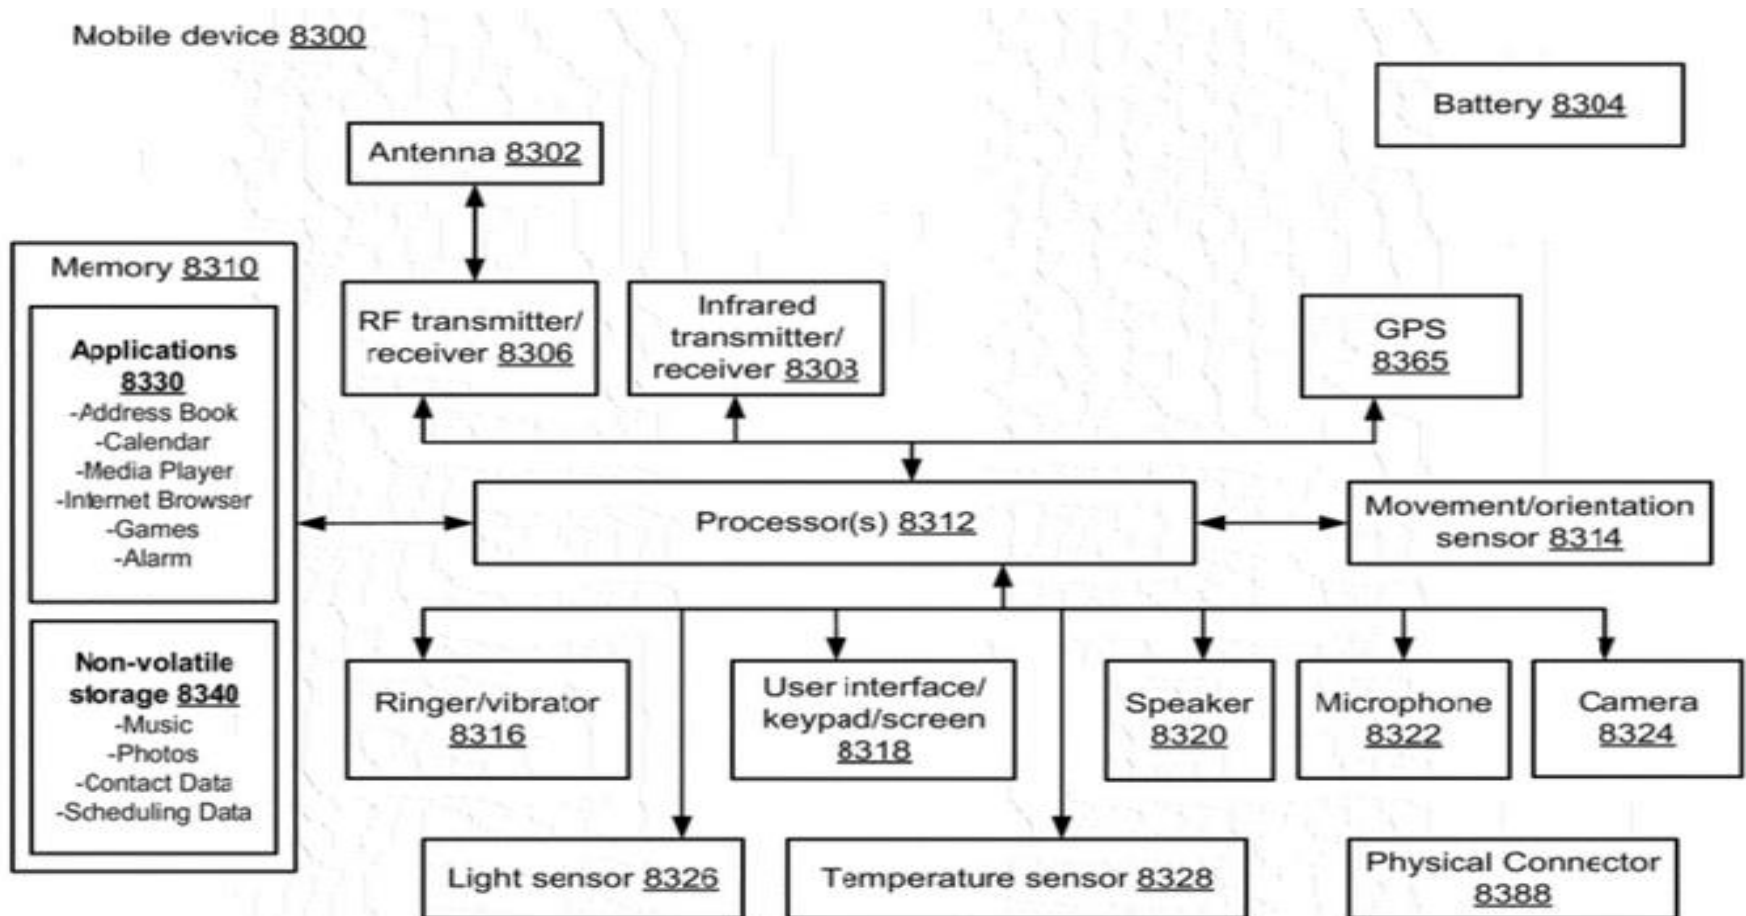 Mobile device 8300
Battery 8304
Antenna 8302
Memory 8310
Applications
8330
-Address Book
-Calendar
-Media Player
-Internet Browser
-Games
-Alarm
Non-volatile
storage 8340
-Music
-Photos
-Contact Data
-Scheduling Data
RF transmitter/
receiver 8306
Infrared
transmitter/
receiver 8308
GPS
8365
Processor(s) 8312
Movement/orientation
sensor 8314
Ringer/vibrator
8316
User interface/
keypad/screen
8318
Speaker
8320
Microphone
8322
Camera
8324
Light sensor 8326
Temperature sensor 8328
Physical Connector
8388